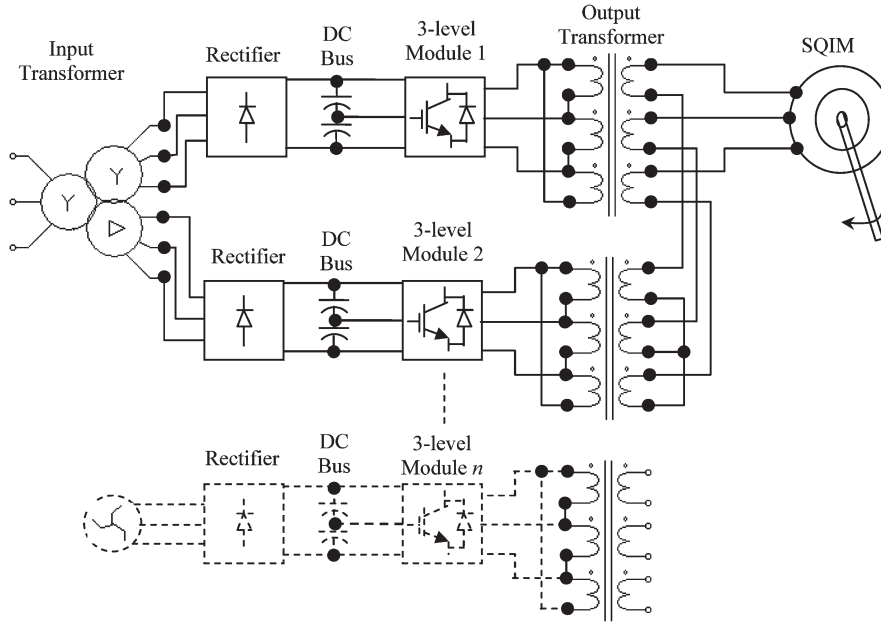 Input
Transformer
Rectifier
DC
Bus
3-level
Module 1
Output
Transformer
SQIM
Rectifier
DC
Bus
3-level
Module 2
Rectifier
DC
Bus
3-level
Module n